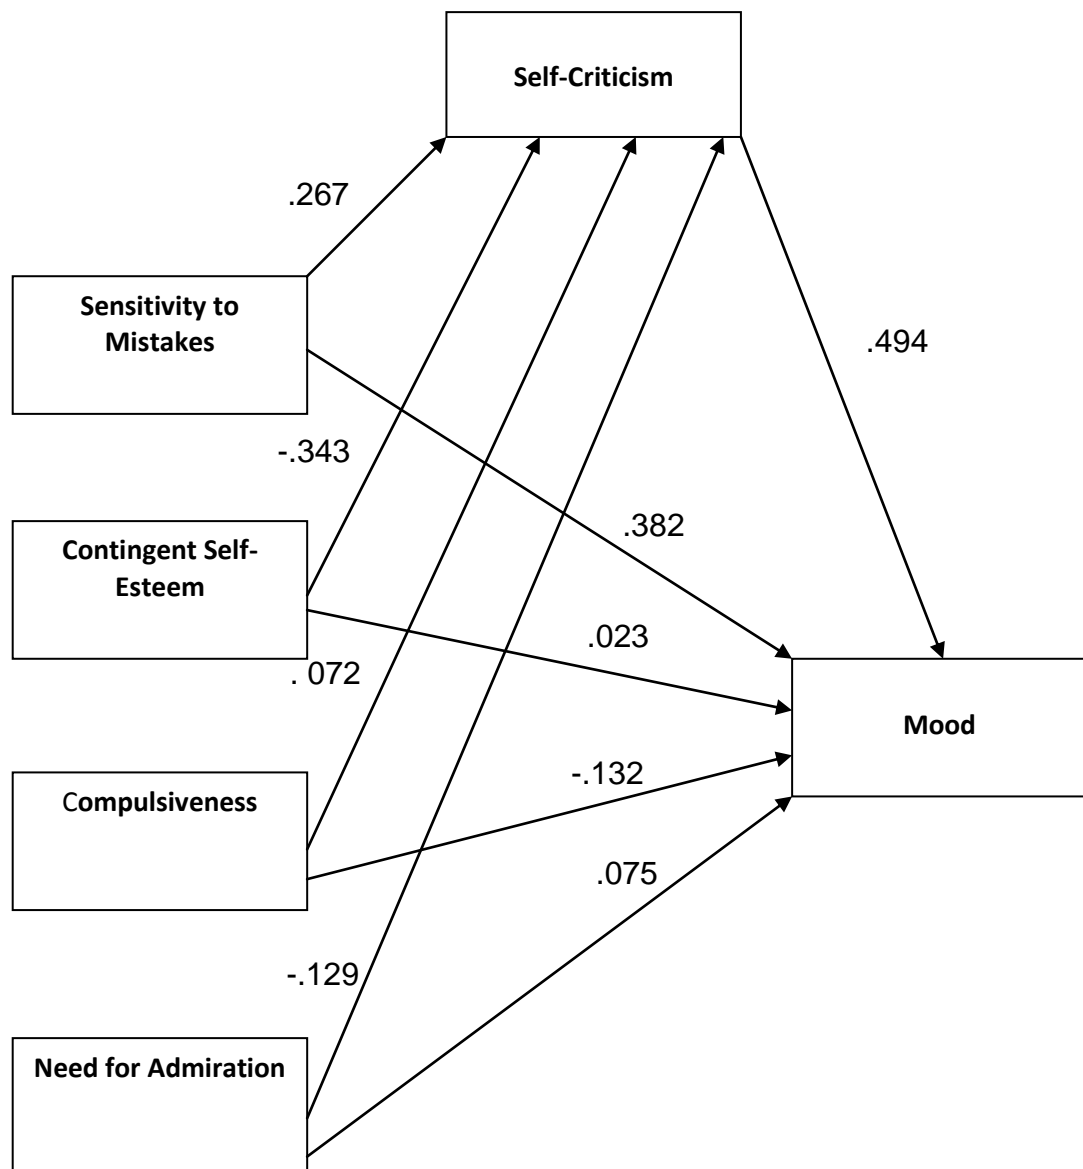 Self-Criticism
.267
Sensitivity to
Mistakes
.494
-.343
.382
Contingent Self-
Esteem
.023
. 072
Mood
-.132
Compulsiveness
.075
-.129
Need for Admiration